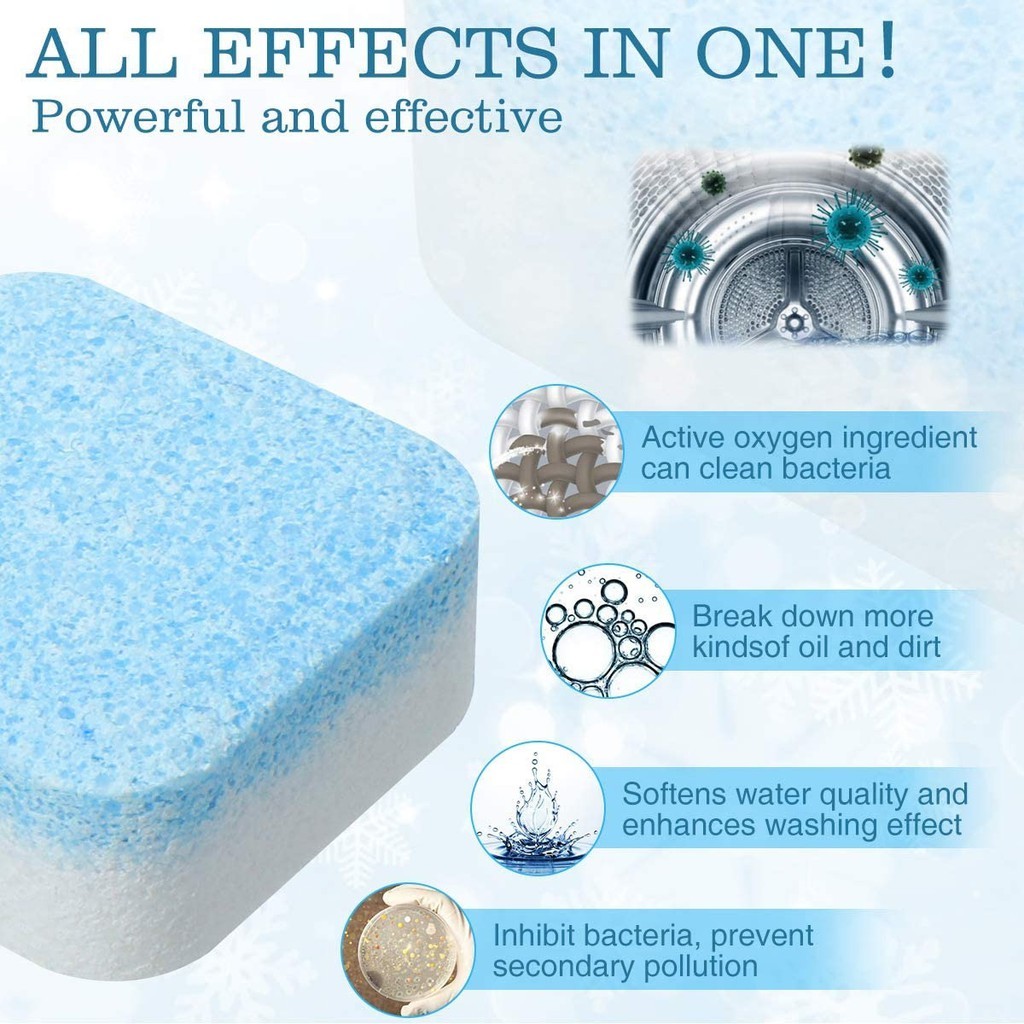 ALL EFFECTS IN ONE!
Powerful and effective
Active oxygen ingredient
can clean bacteria
Break down more
kindsof oil and dirt
Softens water quality and
enhances washing effect
Inhibit bacteria, prevent
secondary pollution